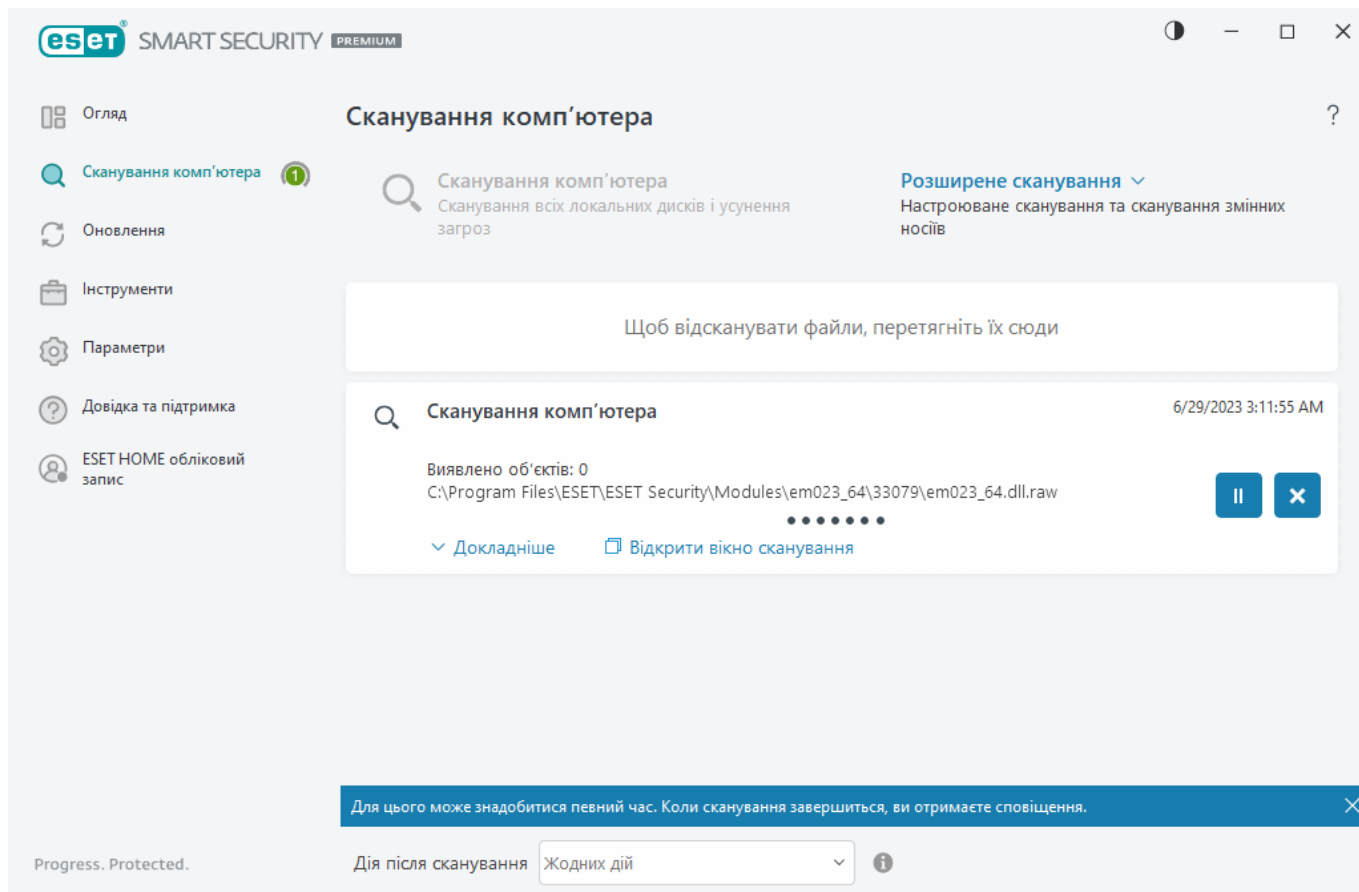 eset® SMART SECURITY PREMIUM
Огляд
Сканування комп’ютера 1
Оновлення
Інструменти
Параметри
Довідка та підтримка
ESET HOME обліковий
запис
Progress. Protected.
Сканування комп’ютера ?
Сканування комп’ютера
Сканування всіх локальних дисків і усунення
загроз
Розширене сканування
Настроюване сканування та сканування змінних
носіїв
Щоб відсканувати файли, перетягніть їх сюди
Сканування комп’ютера 6/29/2023 3:11:55 AM
Виявлено об’єктів: 0
C:\Program Files\ESET\ESET Security\Modules\em023_64\33079\em023_64.dll.raw
Докладніше Відкрити вікно сканування
Для цього може знадобитися певний час. Коли сканування завершиться, ви отримаєте сповіщення.
Дія після сканування Жодних дій